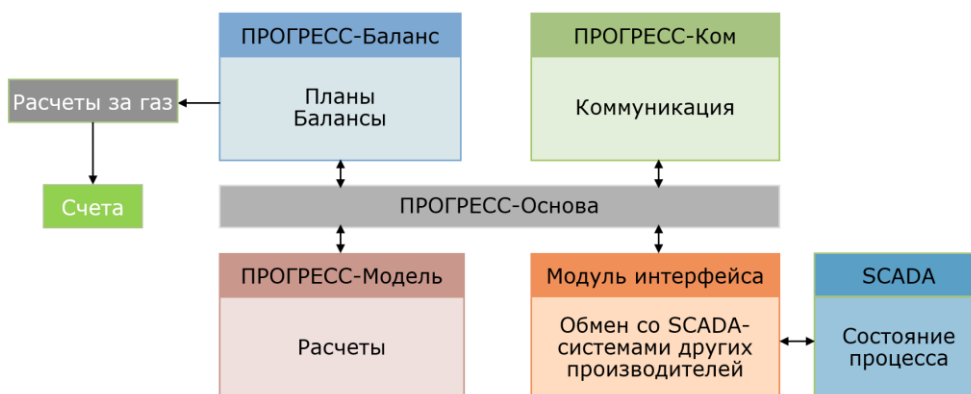 ПРОГРЕСС-Баланс
Планы
Балансы
ПРОГРЕСС-Ком
Коммуникация
Расчеты за газ
Счета
ПРОГРЕСС-Основа
ПРОГРЕСС-Модель
Расчеты
Модуль интерфейса
Обмен со SCADA-
системами других
производителей
SCADA
Состояние
процесса